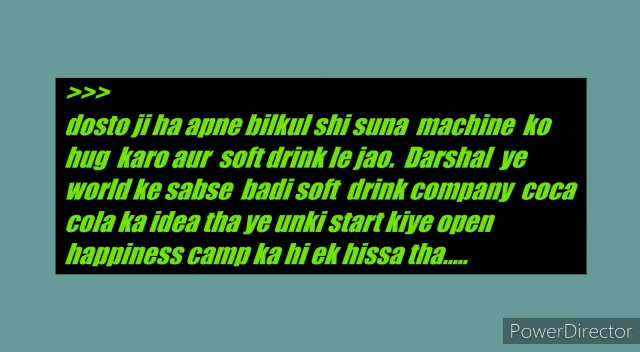 >>>
dosto ji ha apne bilkul shi suna machine ko
hug karo aur soft drink le jao. Darshal ye
world ke sabse badi soft drink company coca
cola ka idea tha ye unki start kiye open
happiness camp ka hi ek hissa tha.....
PowerDirector